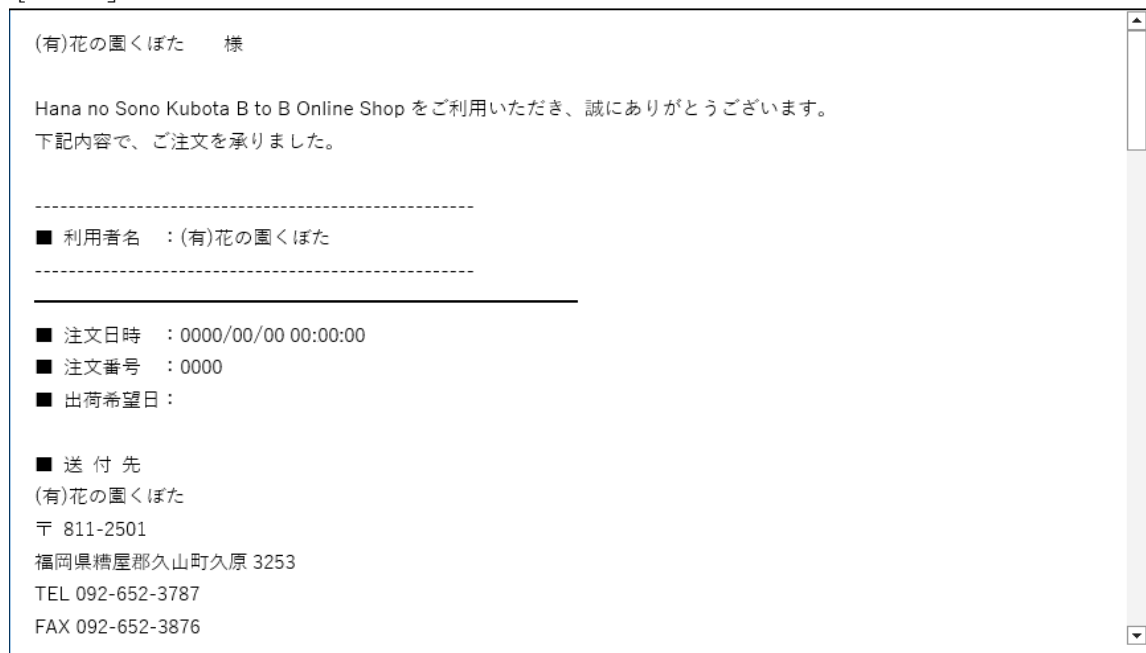 (有)花の園くぼた　　様
Hana no Sono Kubota B to B Online Shop をご利用いただき、誠にありがとうございます。
下記内容で、ご注文を承りました。
----------------------------------------------------
■ 利用者名　：(有)花の園くぼた
----------------------------------------------------
■ 注文日時　：0000/00/00 00:00:00
■ 注文番号　：0000
■ 出荷希望日：
■ 送 付 先
(有)花の園くぼた
〒 811-2501
福岡県糟屋郡久山町久原 3253
TEL 092-652-3787
FAX 092-652-3876